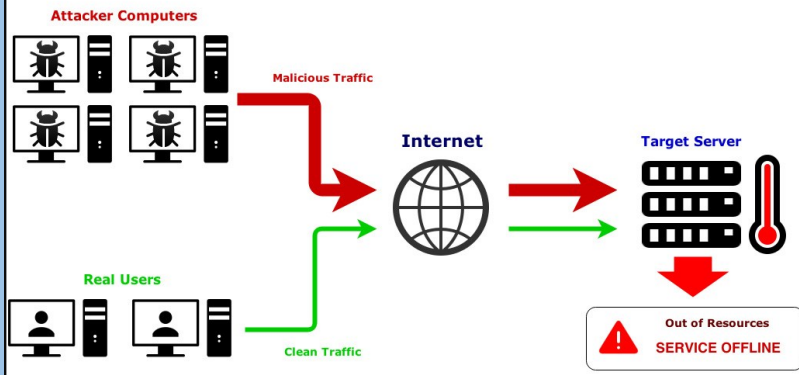 Attacker Computers
Malicious Traffic
Internet
Target Server
Real Users
Clean Traffic
Out of Resources
SERVICE OFFLINE